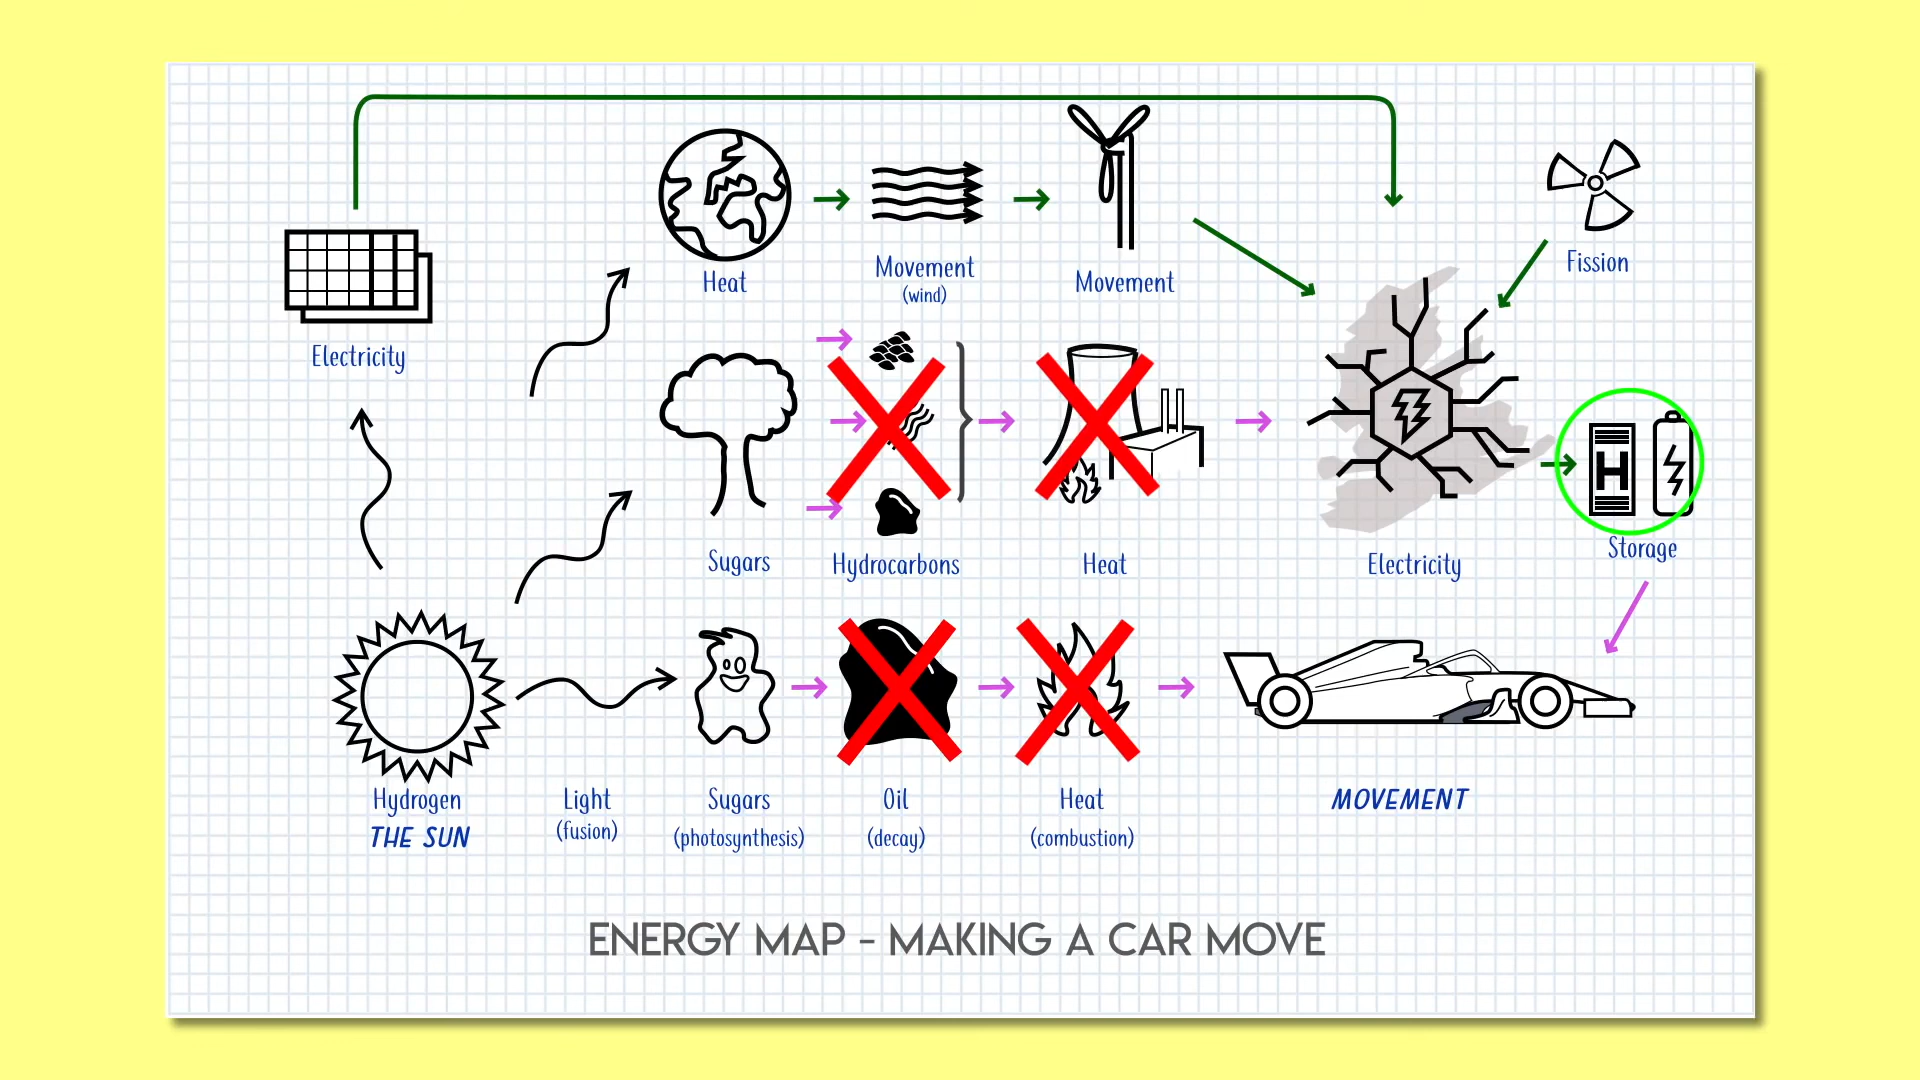 Fission
Heat
Movement
(wind)
Movement
Electricity
H
Sugars
Hydrocarbons
Heat
Electricity
Storage
Hydrogen
THE SUN
Light
(fusion)
Sugars
(photosynthesis)
Oil
(decay)
Heat
(combustion)
MOVEMENT
ENERGY MAP - MAKING A CAR MOVE